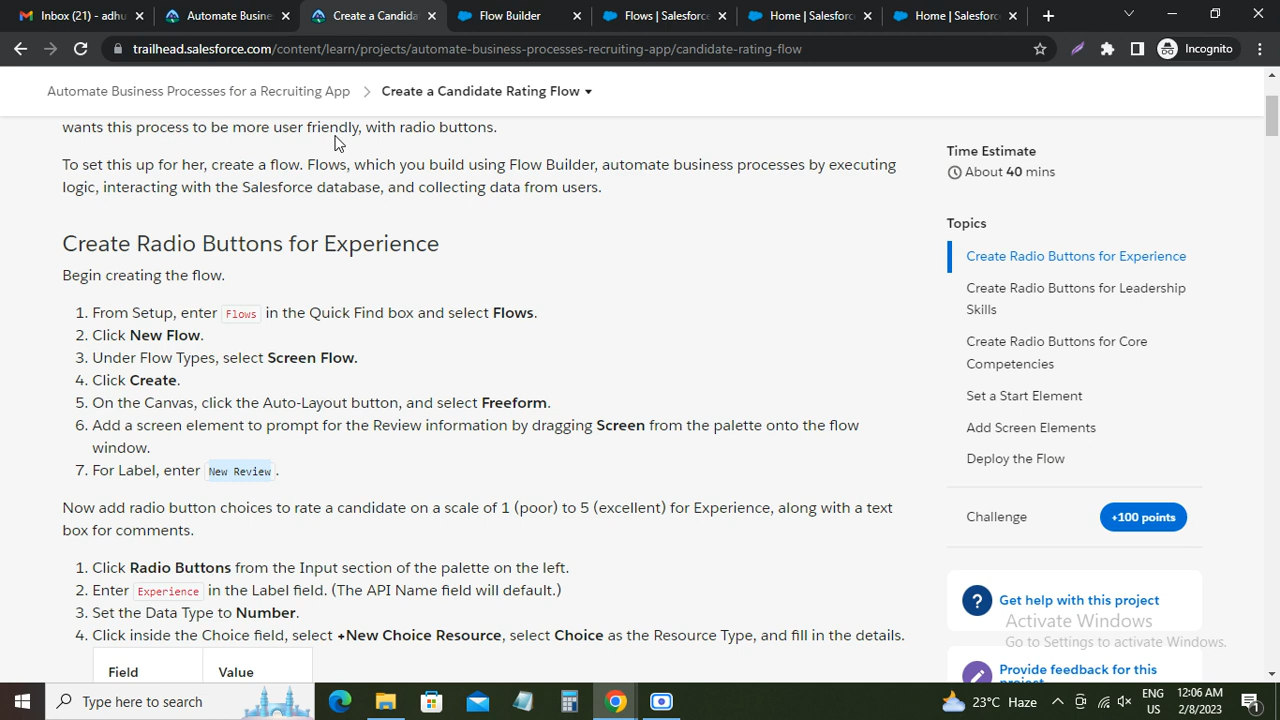 Inbox (21) - adhu
Automate Busine
Create a Candida
Flow Builder
Flows | Salesforce
Home | Salesforc
Home | Salesforc
trailhead.salesforce.com/content/learn/projects/automate-business-processes-recruiting-app/candidate-rating-flow
Incognito
Automate Business Processes for a Recruiting App > Create a Candidate Rating Flow
wants this process to be more user friendly, with radio buttons.
To set this up for her, create a flow. Flows, which you build using Flow Builder, automate business processes by executing
logic, interacting with the Salesforce database, and collecting data from users.
Create Radio Buttons for Experience
Begin creating the flow.
1. From Setup, enter Flows in the Quick Find box and select Flows.
2. Click New Flow.
3. Under Flow Types, select Screen Flow.
4. Click Create.
5. On the Canvas, click the Auto-Layout button, and select Freeform.
6. Add a screen element to prompt for the Review information by dragging Screen from the palette onto the flow
window.
7. For Label, enter New Review.
Now add radio button choices to rate a candidate on a scale of 1 (poor) to 5 (excellent) for Experience, along with a text
box for comments.
1. Click Radio Buttons from the Input section of the palette on the left.
2. Enter Experience in the Label field. (The API Name field will default.)
3. Set the Data Type to Number.
4. Click inside the Choice field, select +New Choice Resource, select Choice as the Resource Type, and fill in the details.
Field Value
Time Estimate
About 40 mins
Topics
Create Radio Buttons for Experience
Create Radio Buttons for Leadership
Skills
Create Radio Buttons for Core
Competencies
Set a Start Element
Add Screen Elements
Deploy the Flow
Challenge +100 points
? Get help with this project
Activate Windows
Go to Settings to activate Windows.
Provide feedback for this
project
Type here to search
23°C Haze
ENG
US
12:06 AM
2/8/2023
1